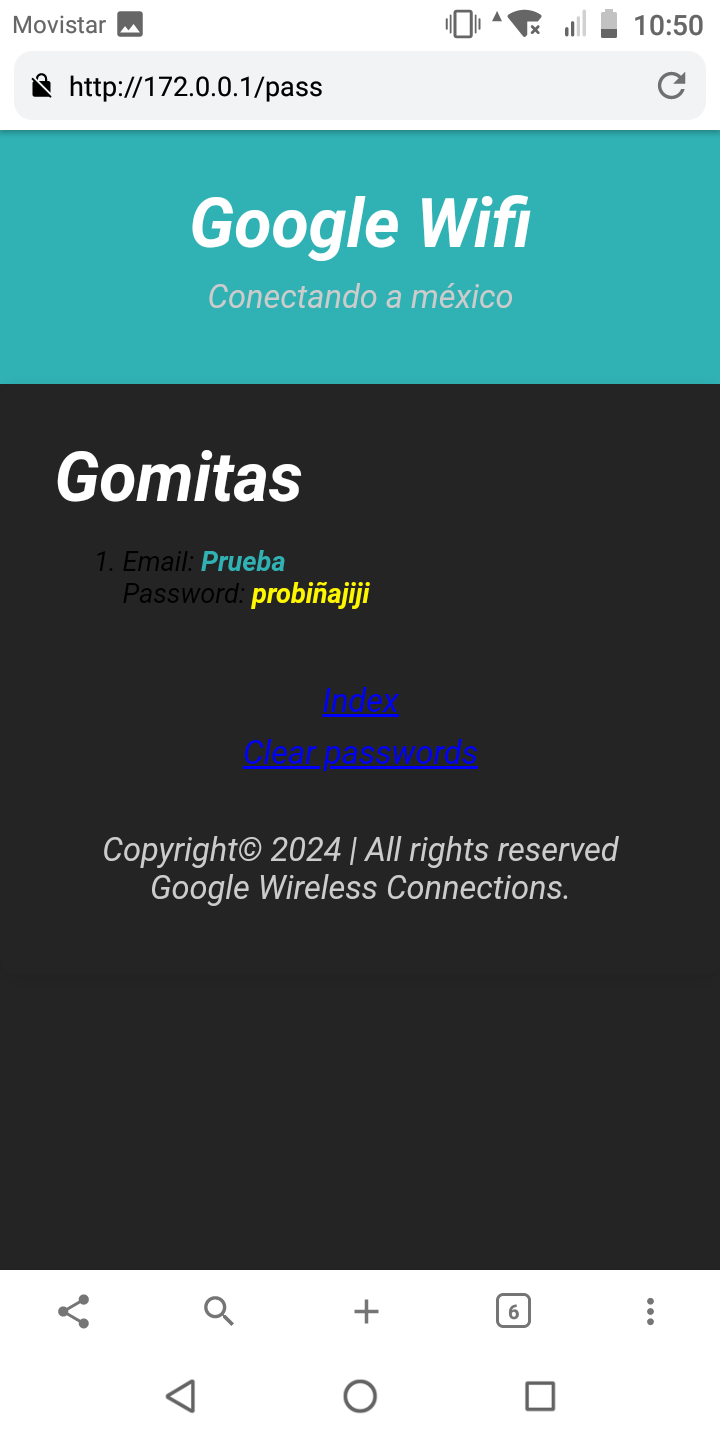 Movistar 10:50
http://172.0.0.1/pass
Google Wifi
Conectando a méxico
Gomitas
1. Email: Prueba
Password: probiñajiji
Index
Clear passwords
Copyright© 2024 | All rights reserved
Google Wireless Connections.
6